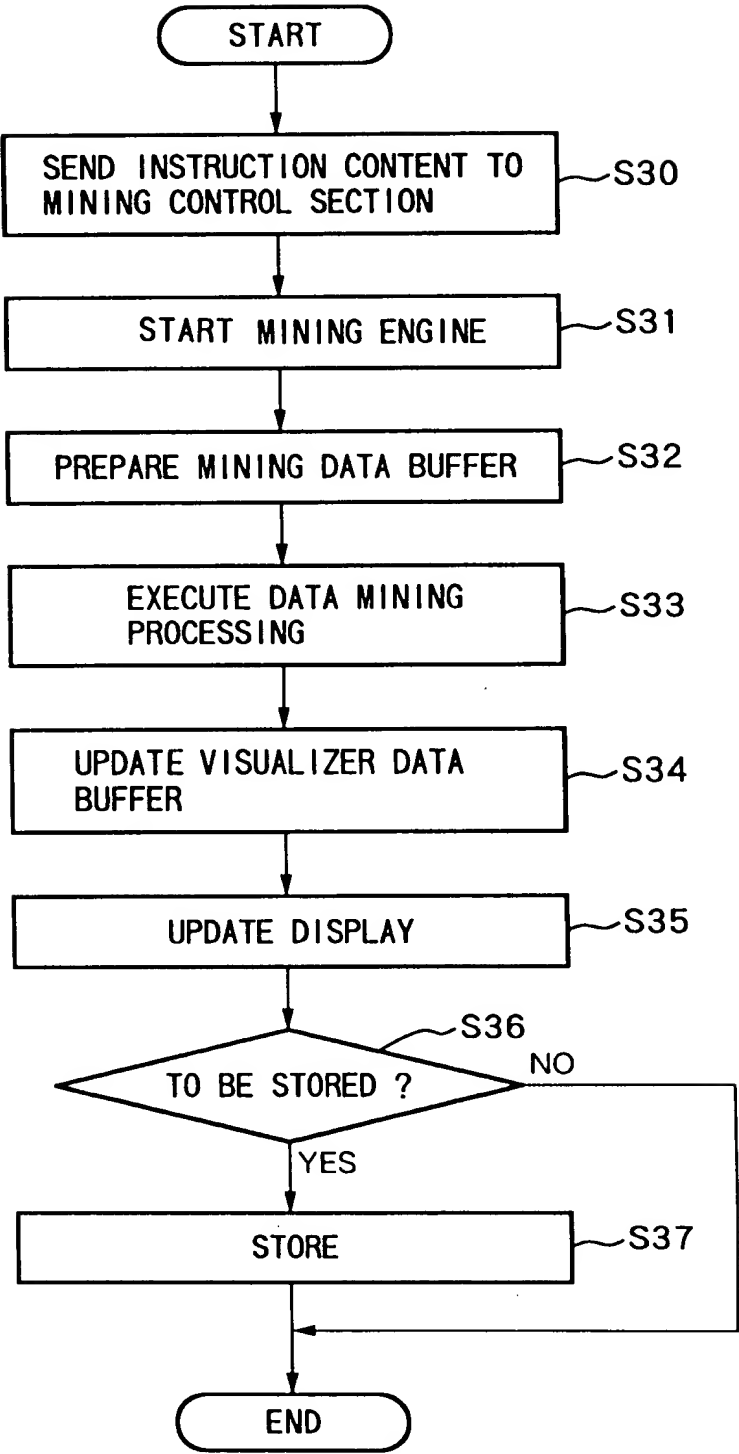 START
SEND INSTRUCTION CONTENT TO
MINING CONTROL SECTION
S30
START MINING ENGINE
S31
PREPARE MINING DATA BUFFER
S32
EXECUTE DATA MINING
PROCESSING
S33
UPDATE VISUALIZER DATA
BUFFER
S34
UPDATE DISPLAY
S35
S36
TO BE STORED ?
NO
YES
STORE
S37
END